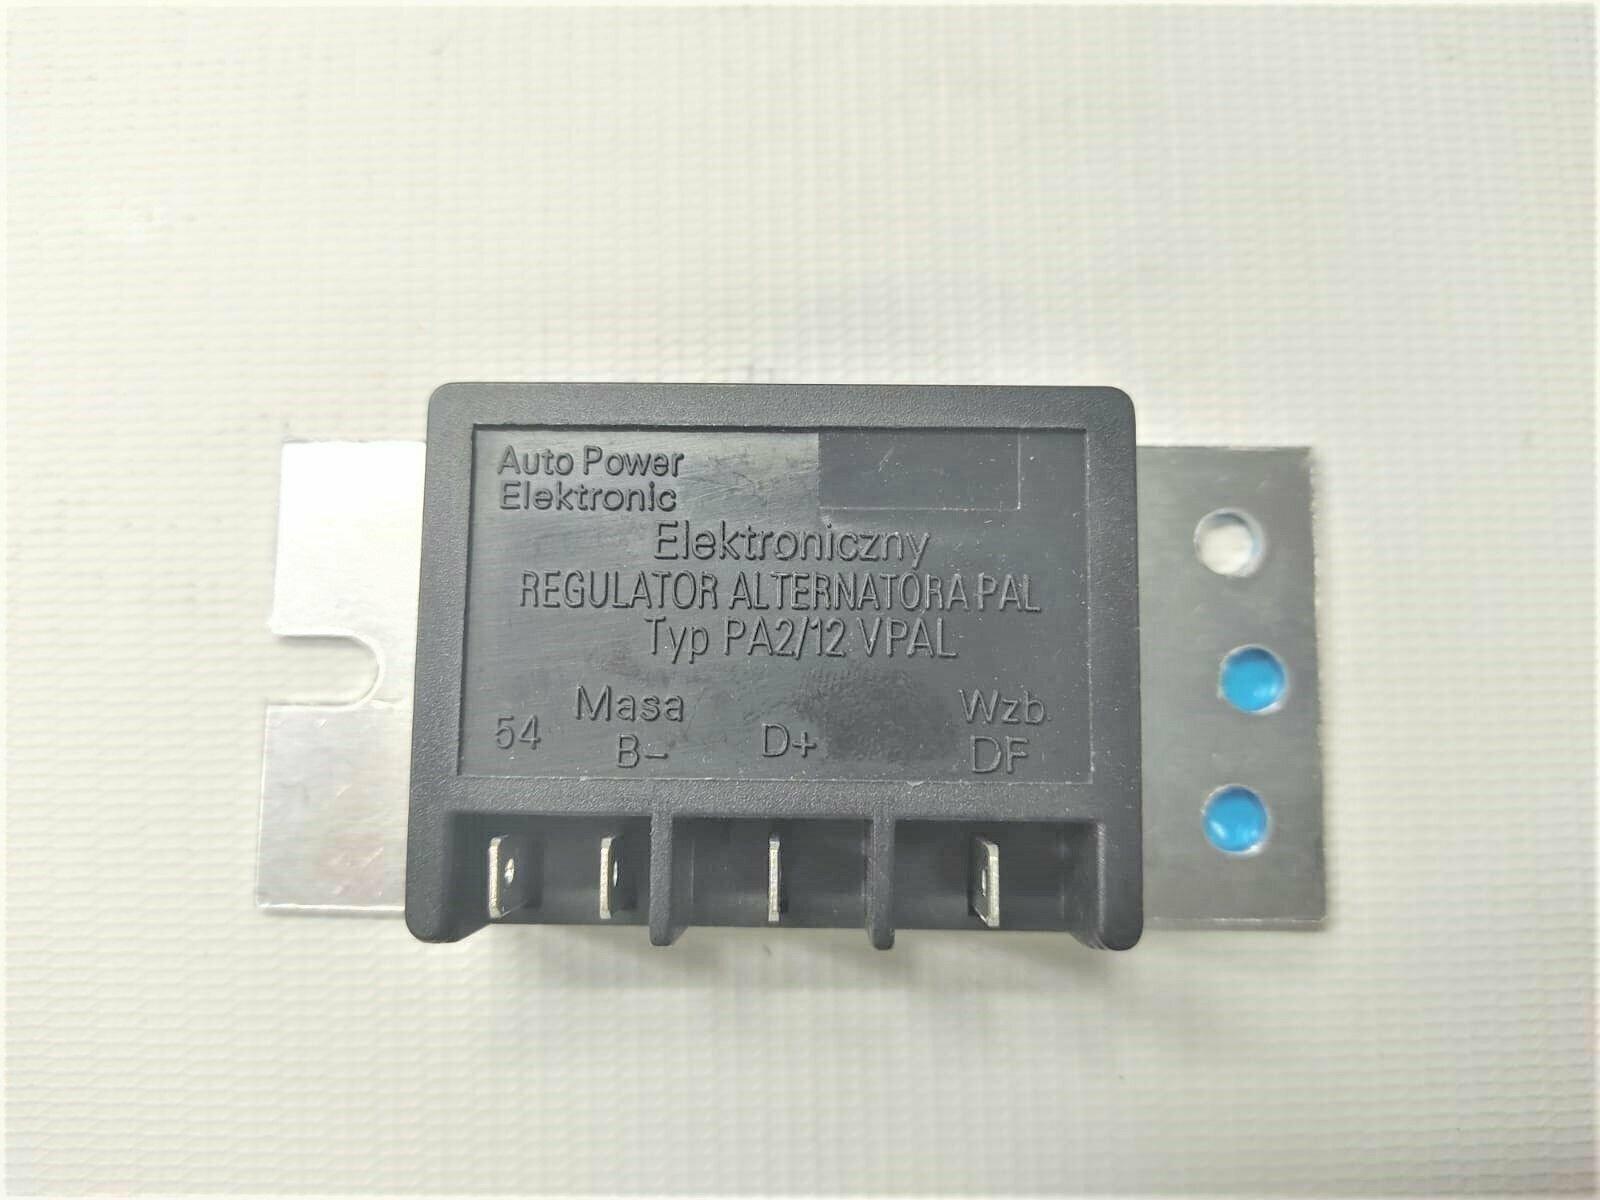 Auto Power
Elektronic
Elektroniczny
REGULATOR ALTERNATORA PAL
Typ PA2/12 VPAL
54 Masa B- D+ Wzb DF